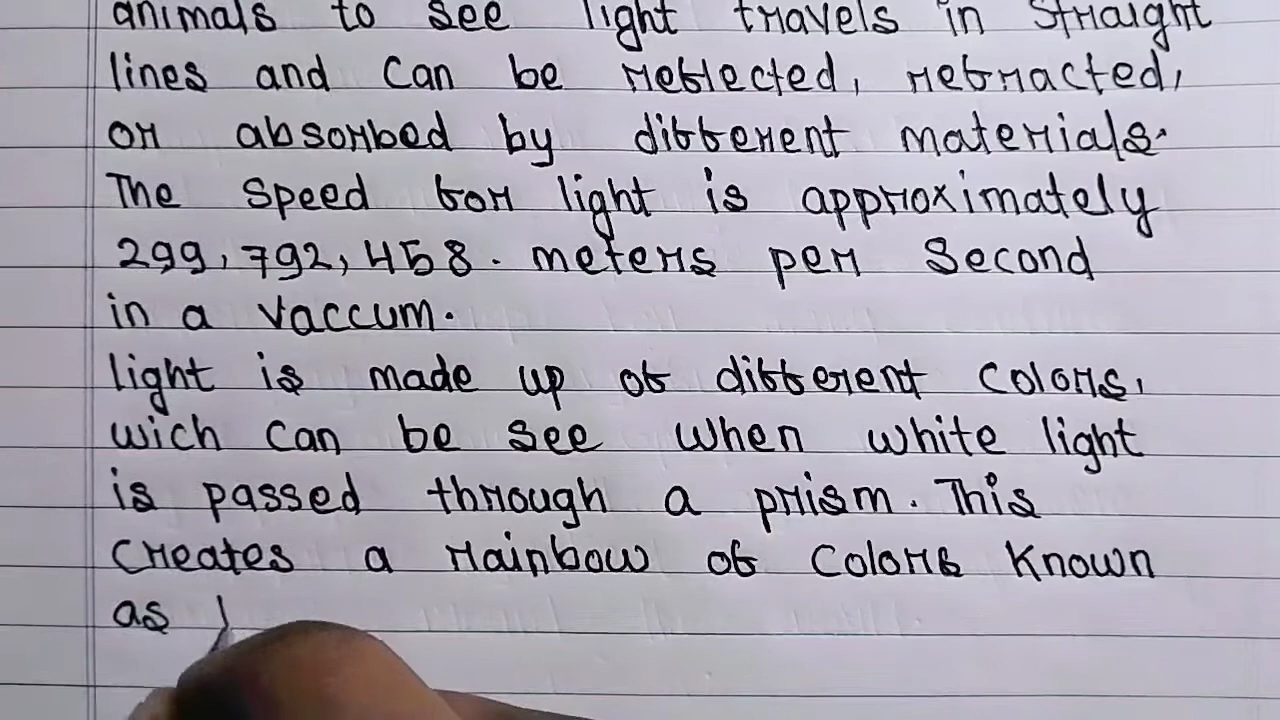 animals to see light travels in straight
lines and can be reflected, refracted,
or absorbed by different materials.
The speed for light is approximately
299,792,458. meters per second
in a vaccum.
light is made up of different colors,
wich can be see when white light
is passed through a prism. This
creates a rainbow of colors known
as